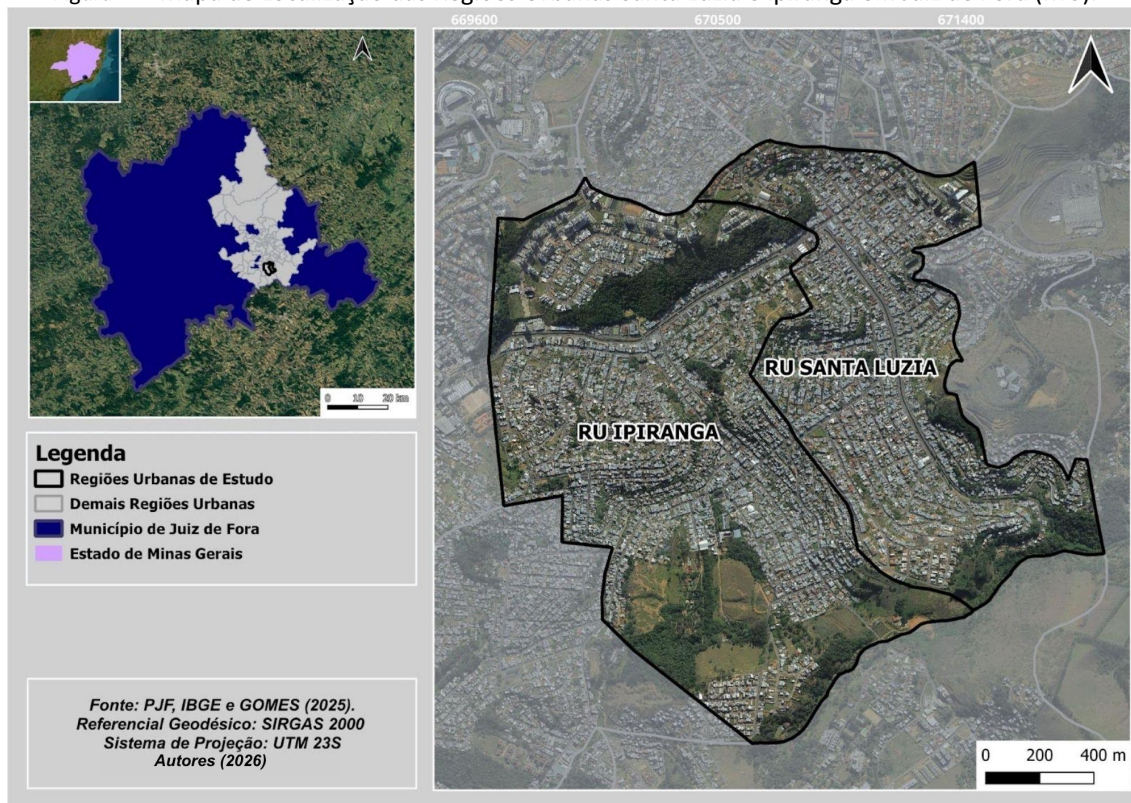 669600 670500 671400
RU SANTA LUZIA
RU IPIRANGA
0 10 20 km
Legenda
Regiões Urbanas de Estudo
Demais Regiões Urbanas
Município de Juiz de Fora
Estado de Minas Gerais
Fonte: PJF, IBGE e GOMES (2025).
Referencial Geodésico: SIRGAS 2000
Sistema de Projeção: UTM 23S
Autores (2026)
0 200 400 m